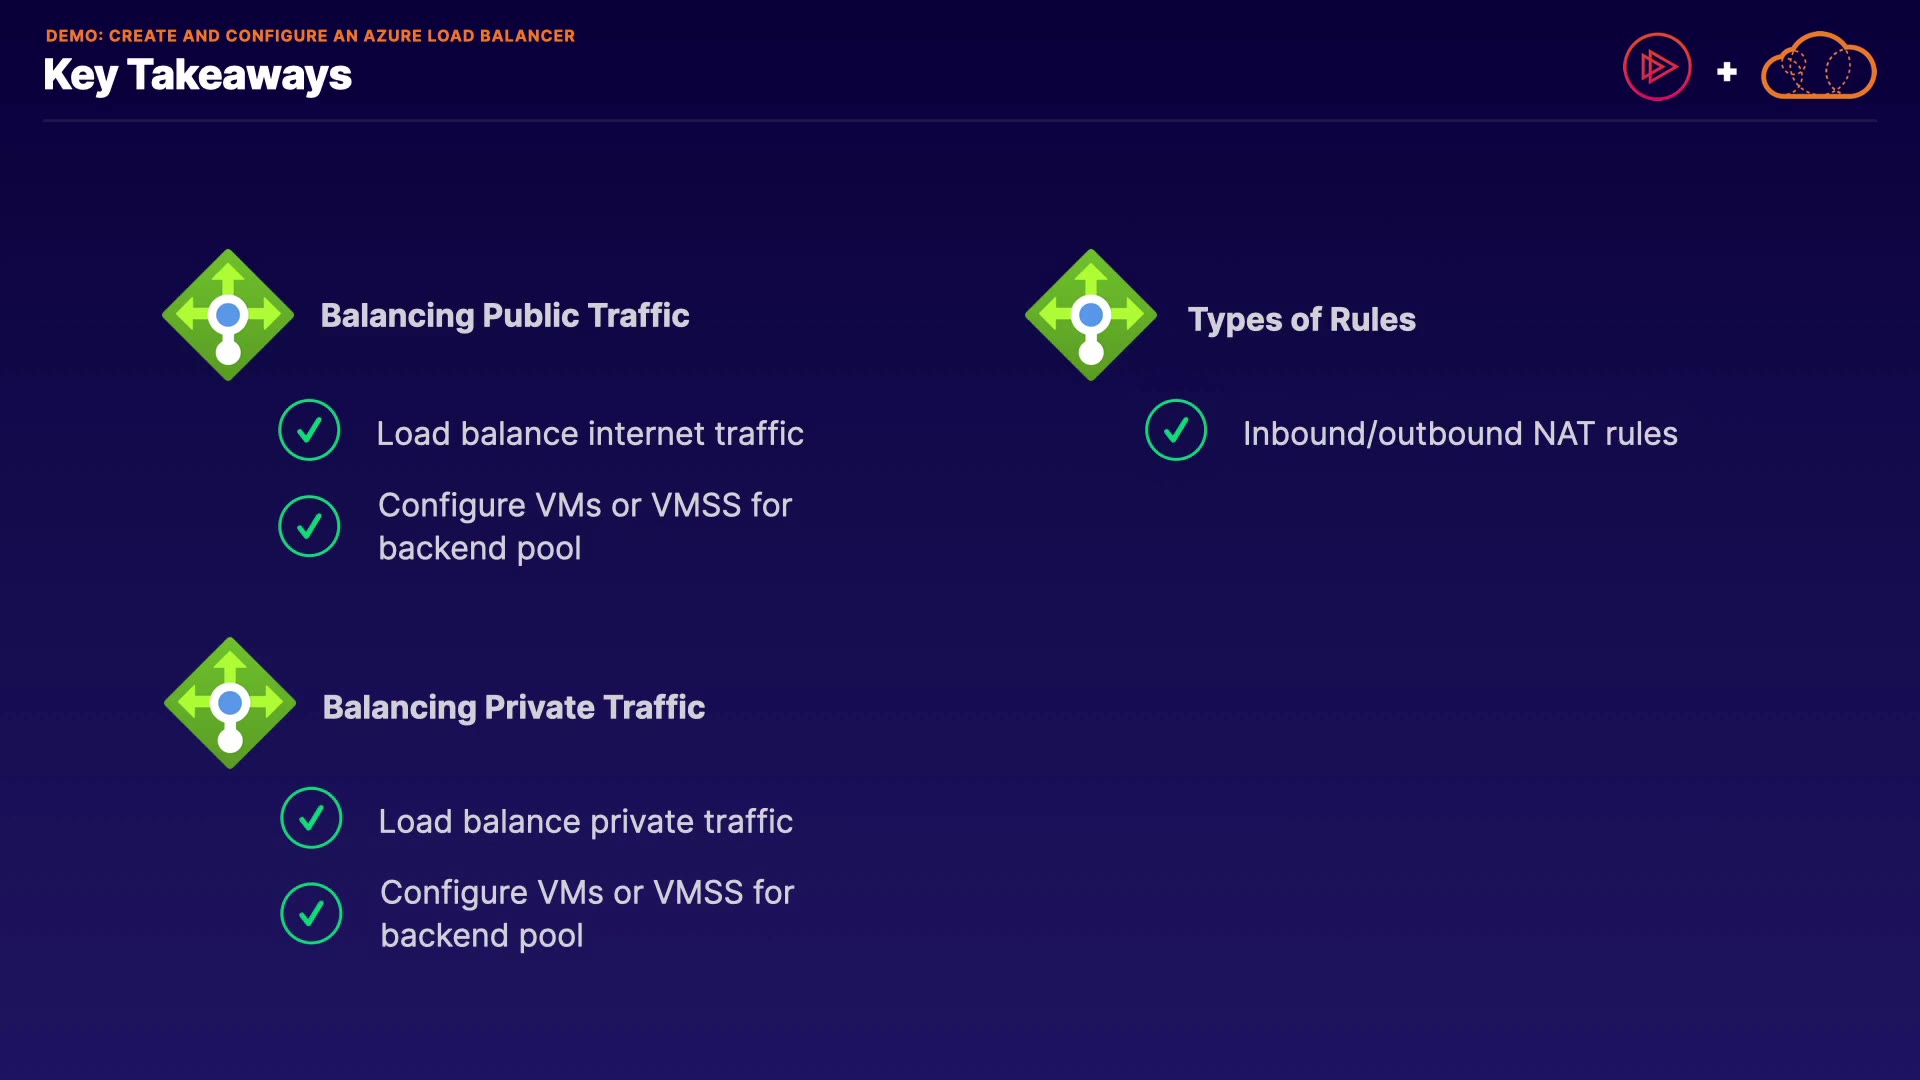 DEMO: CREATE AND CONFIGURE AN AZURE LOAD BALANCER
Key Takeaways
Balancing Public Traffic
Load balance internet traffic
Configure VMs or VMSS for
backend pool
Balancing Private Traffic
Load balance private traffic
Configure VMs or VMSS for
backend pool
Types of Rules
Inbound/outbound NAT rules